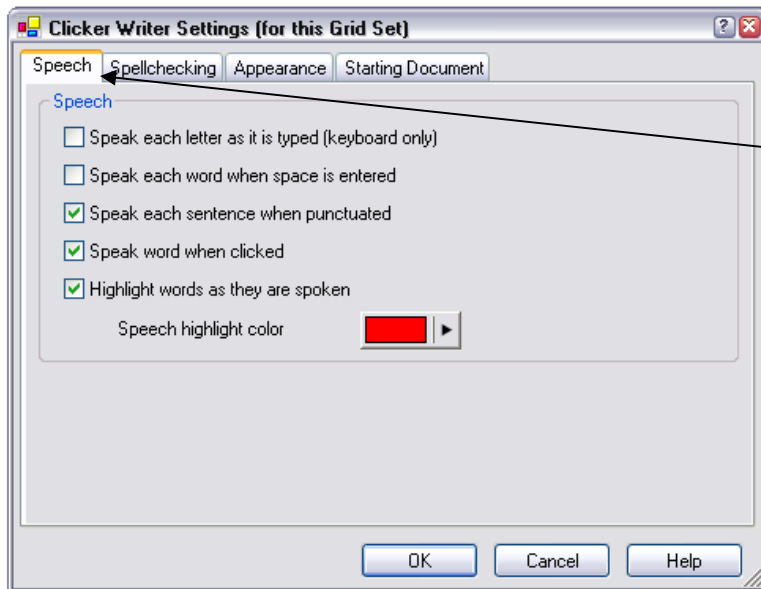 Clicker Writer Settings (for this Grid Set)
Speech Spellchecking Appearance Starting Document
Speech
Speak each letter as it is typed (keyboard only)
Speak each word when space is entered
Speak each sentence when punctuated
Speak word when clicked
Highlight words as they are spoken
Speech highlight color
OK Cancel Help